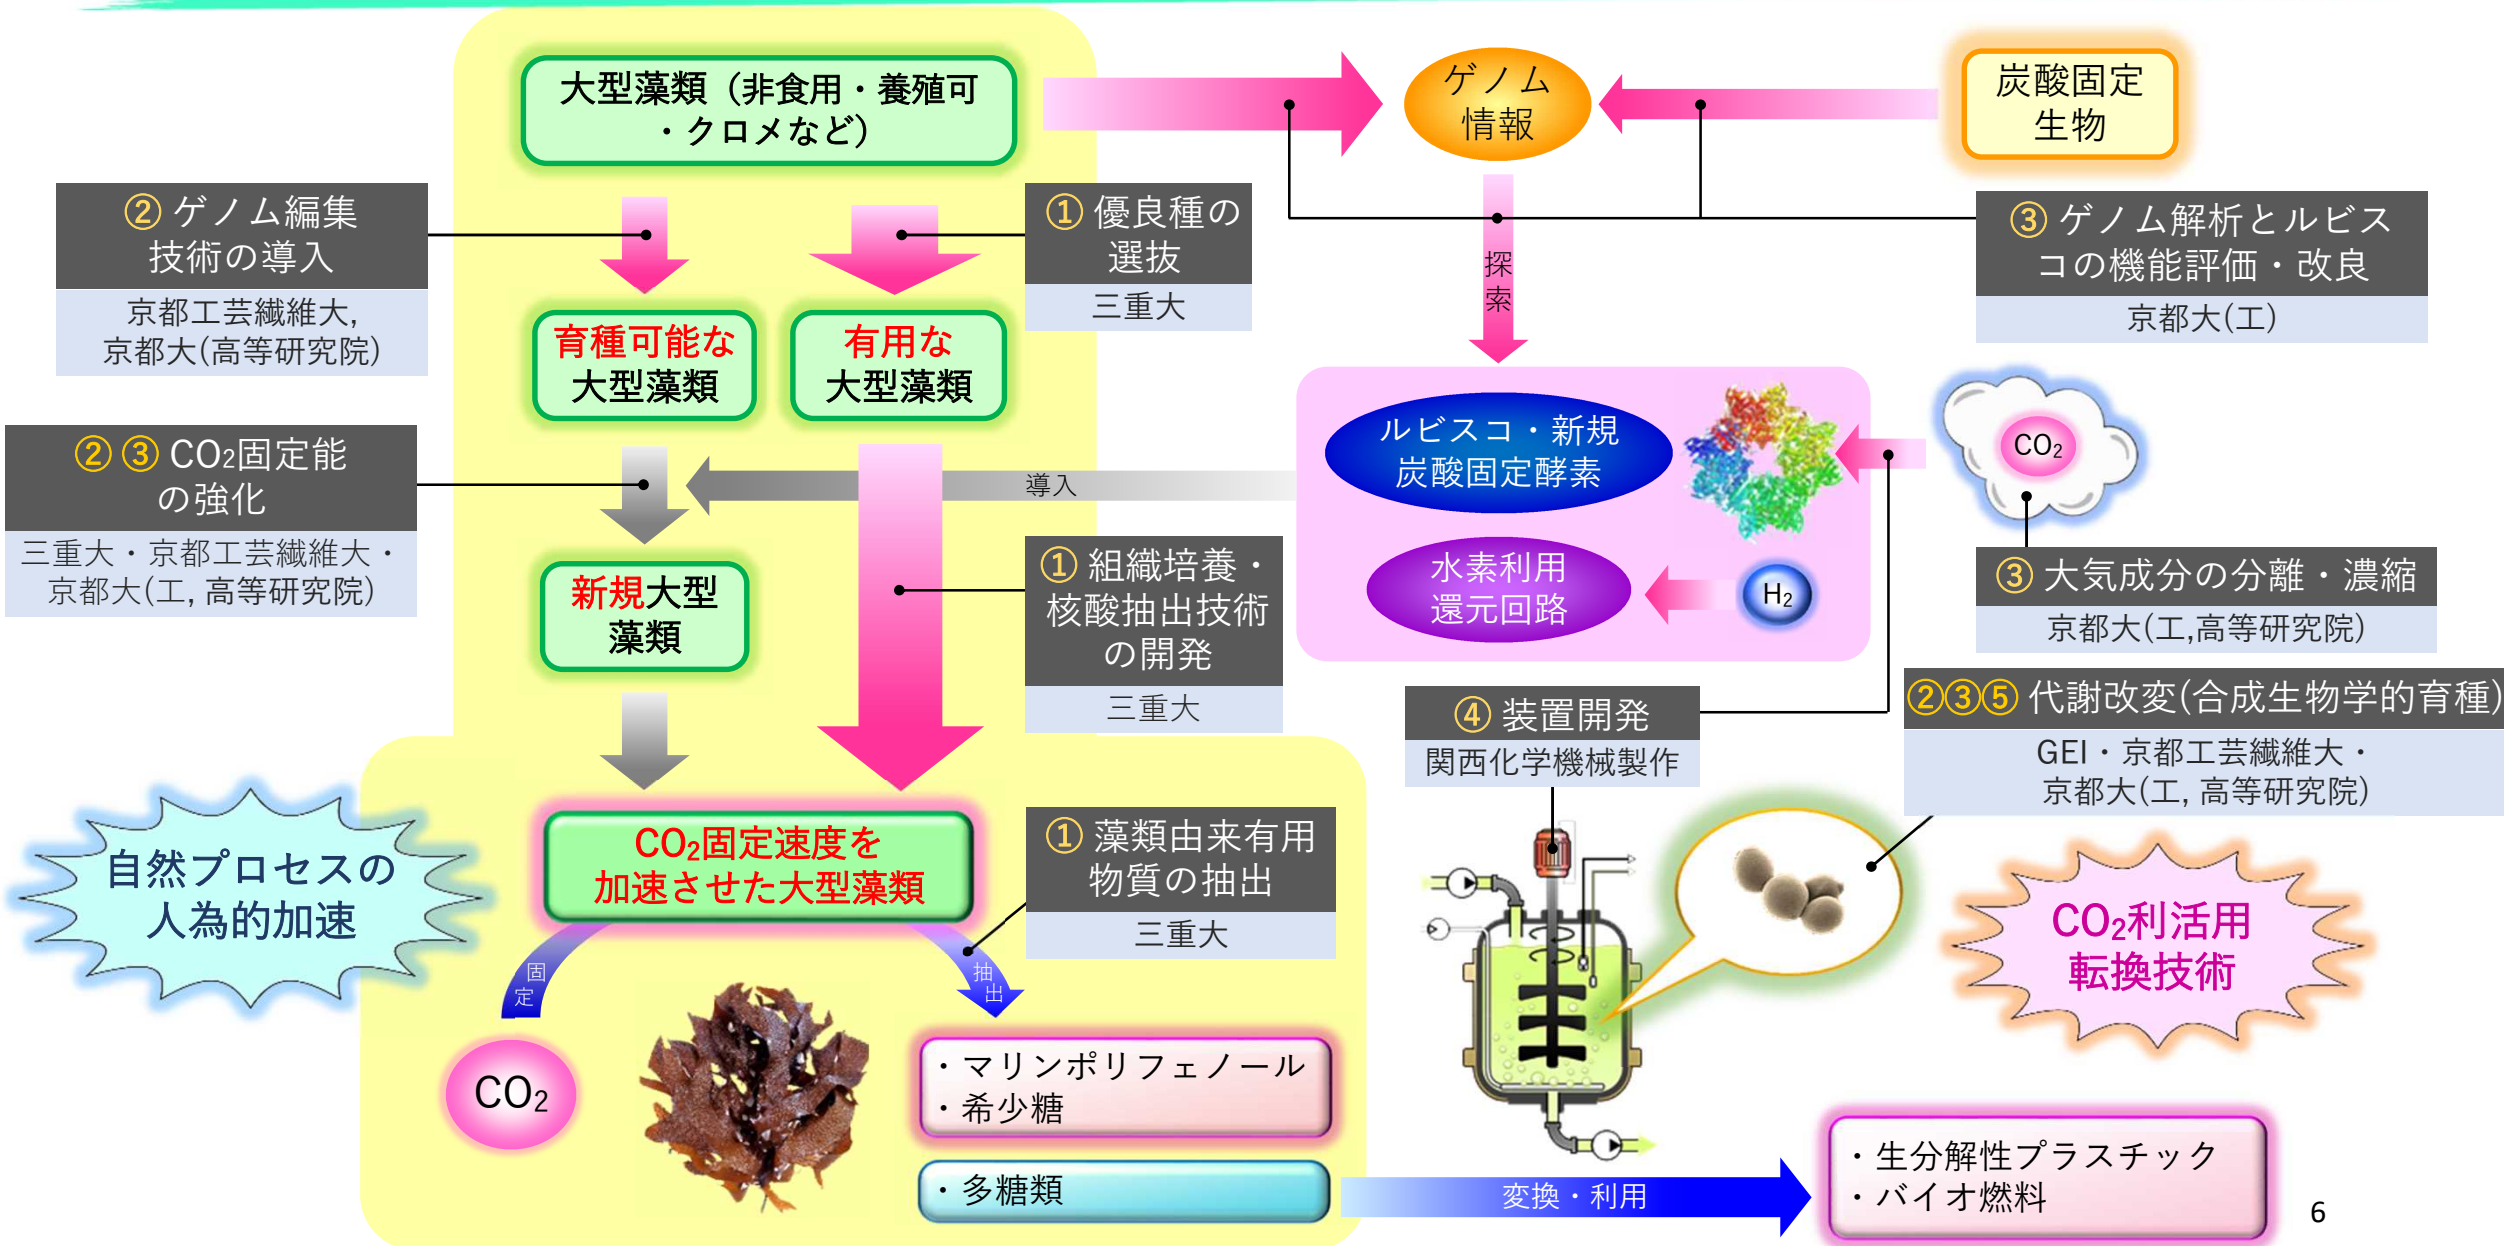 大型藻類（非食用・養殖可
・クロメなど）
ゲノム
情報
炭酸固定
生物
② ゲノム編集
技術の導入
京都工芸繊維大,
京都大(高等研究院)
① 優良種の
選抜
三重大
③ ゲノム解析とルビス
コの機能評価・改良
京都大(工)
探
索
育種可能な
大型藻類
有用な
大型藻類
② ③ CO₂固定能
の強化
三重大・京都工芸繊維大・
京都大(工, 高等研究院)
導入
ルビスコ・新規
炭酸固定酵素
CO₂
水素利用
還元回路
H₂
③ 大気成分の分離・濃縮
京都大(工,高等研究院)
新規大型
藻類
① 組織培養・
核酸抽出技術
の開発
三重大
④ 装置開発
関西化学機械製作
②③⑤ 代謝改変(合成生物学的育種)
GEI・京都工芸繊維大・
京都大(工, 高等研究院)
自然プロセスの
人為的加速
CO₂固定速度を
加速させた大型藻類
① 藻類由来有用
物質の抽出
三重大
CO₂利活用
転換技術
固
定
抽
出
CO₂
・マリンポリフェノール
・希少糖
・多糖類
変換・利用
・生分解性プラスチック
・バイオ燃料
6